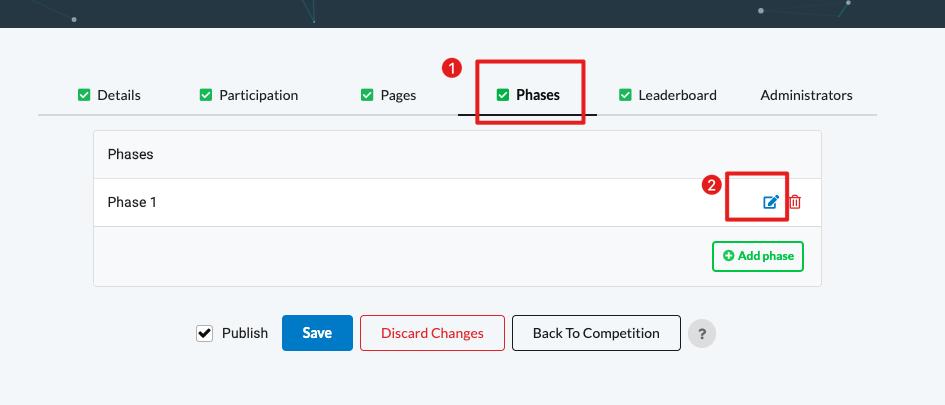 1
Details Participation Pages Phases Leaderboard Administrators
Phases
2
Phase 1
Add phase
Publish Save Discard Changes Back To Competition ?